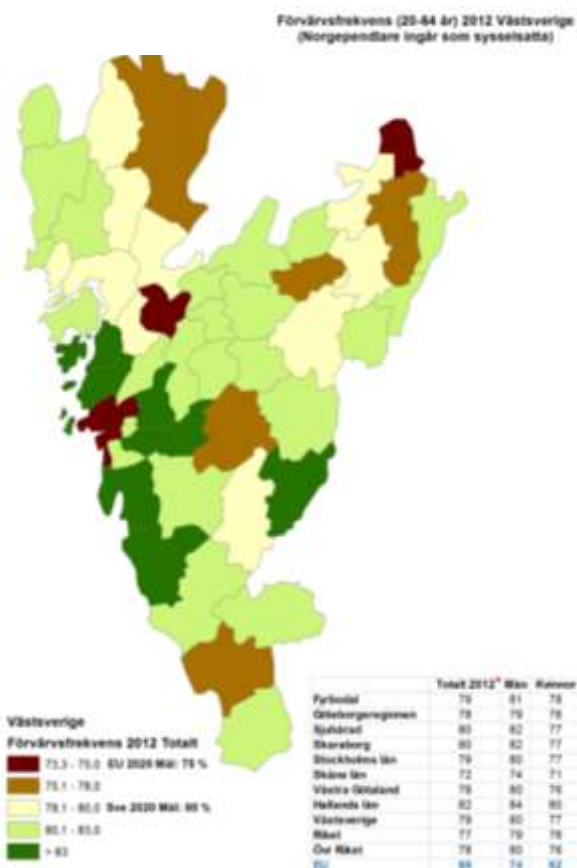 Förvärvsfrekvens (20-64 år) 2012 Västsverige
(Norgependlare ingår som sysselsatta)
Totalt 2012* Män Kvinnor
Fyrbodal 79 81 78
Göteborgsregionen 78 79 78
Sjuhärad 80 82 77
Skaraborg 80 82 77
Stockholms län 79 80 77
Skåne län 72 74 71
Västra Götaland 78 80 76
Hallands län 82 84 80
Västsverige 79 80 77
Riket 77 79 76
Övr Riket 78 80 76
EU 74 62
Västsverige
Förvärvsfrekvens 2012 Totalt
73,3 - 75,0 EU 2020 Mål: 75 %
75,1 - 78,0
78,1 - 80,0 Sve 2020 Mål: 80 %
80,1 - 83,0
> 83